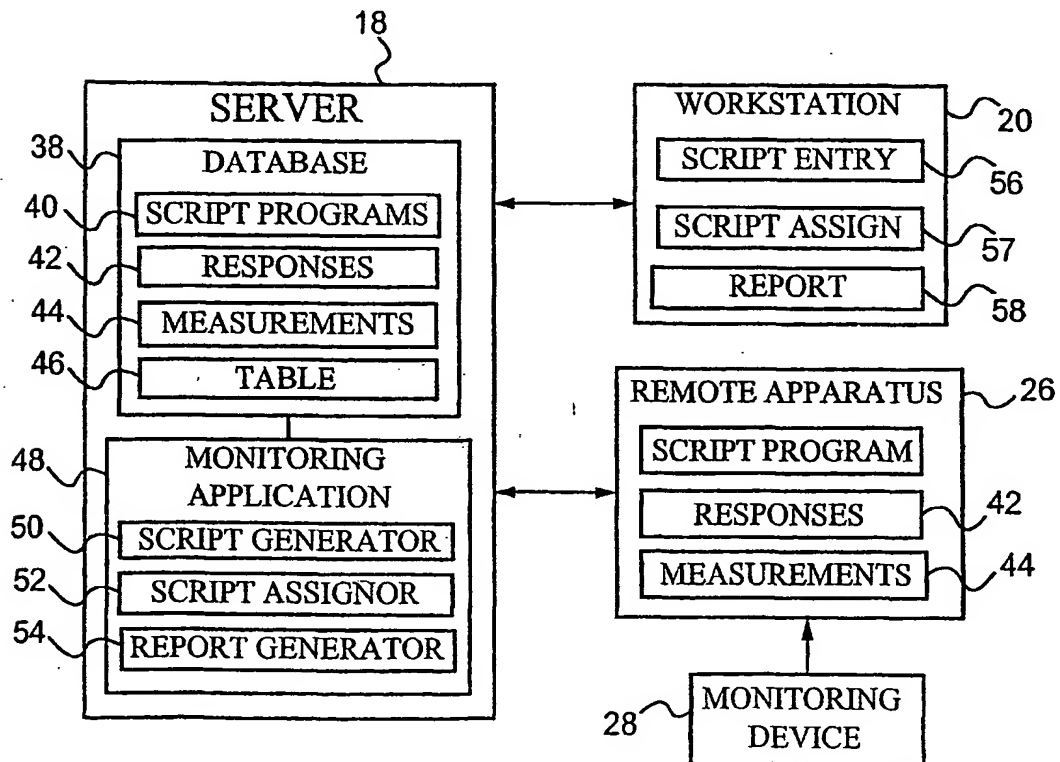 18
SERVER
38
DATABASE
40
SCRIPT PROGRAMS
42
RESPONSES
44
MEASUREMENTS
46
TABLE
48
MONITORING
APPLICATION
50
SCRIPT GENERATOR
52
SCRIPT ASSIGNOR
54
REPORT GENERATOR
WORKSTATION
20
SCRIPT ENTRY
56
SCRIPT ASSIGN
57
REPORT
58
REMOTE APPARATUS
26
SCRIPT PROGRAM
RESPONSES
42
MEASUREMENTS
44
28
MONITORING
DEVICE